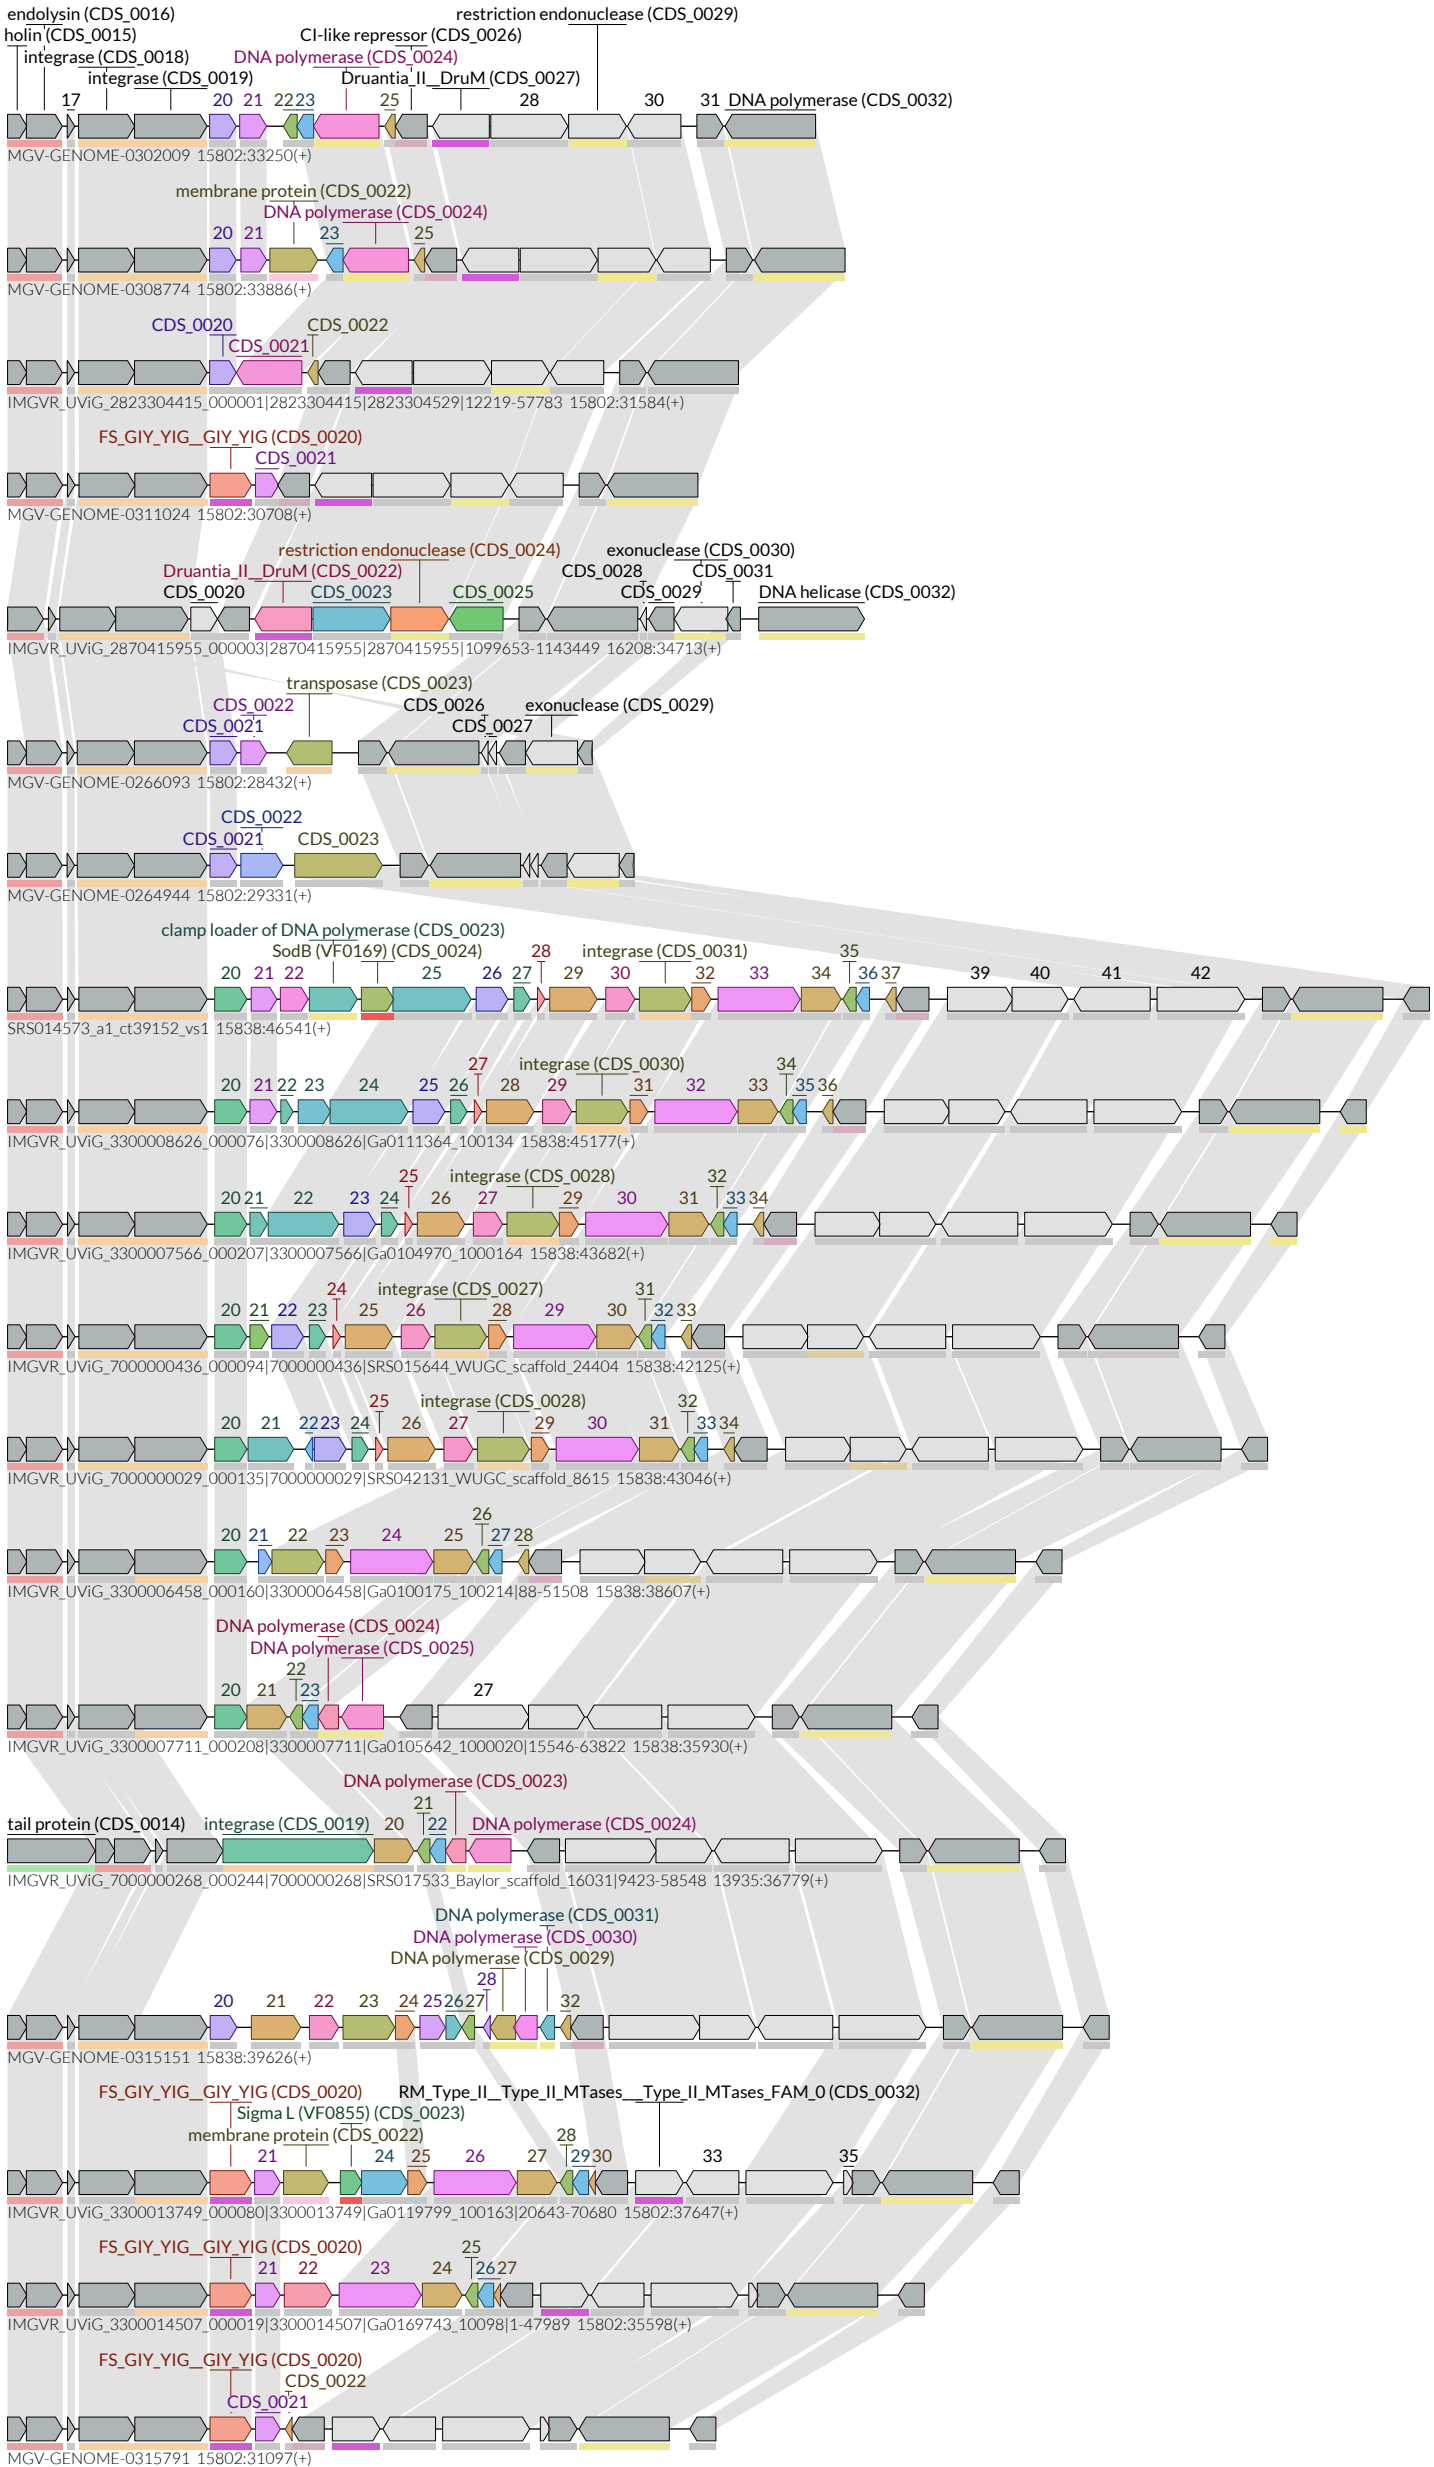 endolysin (CDS_0016) restriction endonuclease (CDS_0029)
holin (CDS_0015) CI-like repressor (CDS_0026)
integrase (CDS_0018) DNA polymerase (CDS_0024)
integrase (CDS_0019) Druantia_II__DruM (CDS_0027)
17 20 21 22 23 25 28 30 31 DNA polymerase (CDS_0032)
MGV-GENOME-0302009 15802:33250(+)
membrane protein (CDS_0022)
DNA polymerase (CDS_0024)
20 21 23 25
MGV-GENOME-0308774 15802:33886(+)
CDS_0020 CDS_0022
CDS_0021
IMGVR_UViG_2823304415_000001|2823304415|2823304529|12219-57783 15802:31584(+)
FS_GIY_YIG__GIY_YIG (CDS_0020)
CDS_0021
MGV-GENOME-0311024 15802:30708(+)
restriction endonuclease (CDS_0024) exonuclease (CDS_0030)
Druantia_II__DruM (CDS_0022) CDS_0028 CDS_0031
CDS_0020 CDS_0023 CDS_0025 CDS_0029 DNA helicase (CDS_0032)
IMGVR_UViG_2870415955_000003|2870415955|2870415955|1099653-1143449 16208:34713(+)
transposase (CDS_0023)
CDS_0022 CDS_0026 exonuclease (CDS_0029)
CDS_0021 CDS_0027
MGV-GENOME-0266093 15802:28432(+)
CDS_0022
CDS_0021 CDS_0023
MGV-GENOME-0264944 15802:29331(+)
clamp loader of DNA polymerase (CDS_0023)
SodB (VF0169) (CDS_0024) 28 integrase (CDS_0031) 35
20 21 22 25 26 27 29 30 32 33 34 36 37 39 40 41 42
SRS014573_a1_ct39152_vs1 15838:46541(+)
27 integrase (CDS_0030) 34
20 21 22 23 24 25 26 28 29 31 32 33 35 36
IMGVR_UViG_3300008626_000076|3300008626|Ga0111364_100134 15838:45177(+)
25 integrase (CDS_0028) 32
20 21 22 23 24 26 27 29 30 31 33 34
IMGVR_UViG_3300007566_000207|3300007566|Ga0104970_1000164 15838:43682(+)
24 integrase (CDS_0027) 31
20 21 22 23 25 26 28 29 30 32 33
IMGVR_UViG_7000000436_000094|7000000436|SRS015644_WUGC_scaffold_24404 15838:42125(+)
25 integrase (CDS_0028) 32
20 21 22 23 24 26 27 29 30 31 33 34
IMGVR_UViG_7000000029_000135|7000000029|SRS042131_WUGC_scaffold_8615 15838:43046(+)
26
20 21 22 23 24 25 27 28
IMGVR_UViG_3300006458_000160|3300006458|Ga0100175_100214|88-51508 15838:38607(+)
DNA polymerase (CDS_0024)
DNA polymerase (CDS_0025)
22
20 21 23 27
IMGVR_UViG_3300007711_000208|3300007711|Ga0105642_1000020|15546-63822 15838:35930(+)
DNA polymerase (CDS_0023)
21
tail protein (CDS_0014) integrase (CDS_0019) 20 22 DNA polymerase (CDS_0024)
IMGVR_UViG_7000000268_000244|7000000268|SRS017533_Baylor_scaffold_16031|9423-58548 13935:36779(+)
DNA polymerase (CDS_0031)
DNA polymerase (CDS_0030)
DNA polymerase (CDS_0029)
28
20 21 22 23 24 25 26 27 32
MGV-GENOME-0315151 15838:39626(+)
FS_GIY_YIG__GIY_YIG (CDS_0020) RM_Type_II__Type_II_MTases___Type_II_MTases_FAM_0 (CDS_0032)
Sigma L (VF0855) (CDS_0023)
membrane protein (CDS_0022) 28
21 24 25 26 27 29 30 33 35
IMGVR_UViG_3300013749_000080|3300013749|Ga0119799_100163|20643-70680 15802:37647(+)
FS_GIY_YIG__GIY_YIG (CDS_0020) 25
21 22 23 24 26 27
IMGVR_UViG_3300014507_000019|3300014507|Ga0169743_10098|1-47989 15802:35598(+)
FS_GIY_YIG__GIY_YIG (CDS_0020)
CDS_0022
CDS_0021
MGV-GENOME-0315791 15802:31097(+)